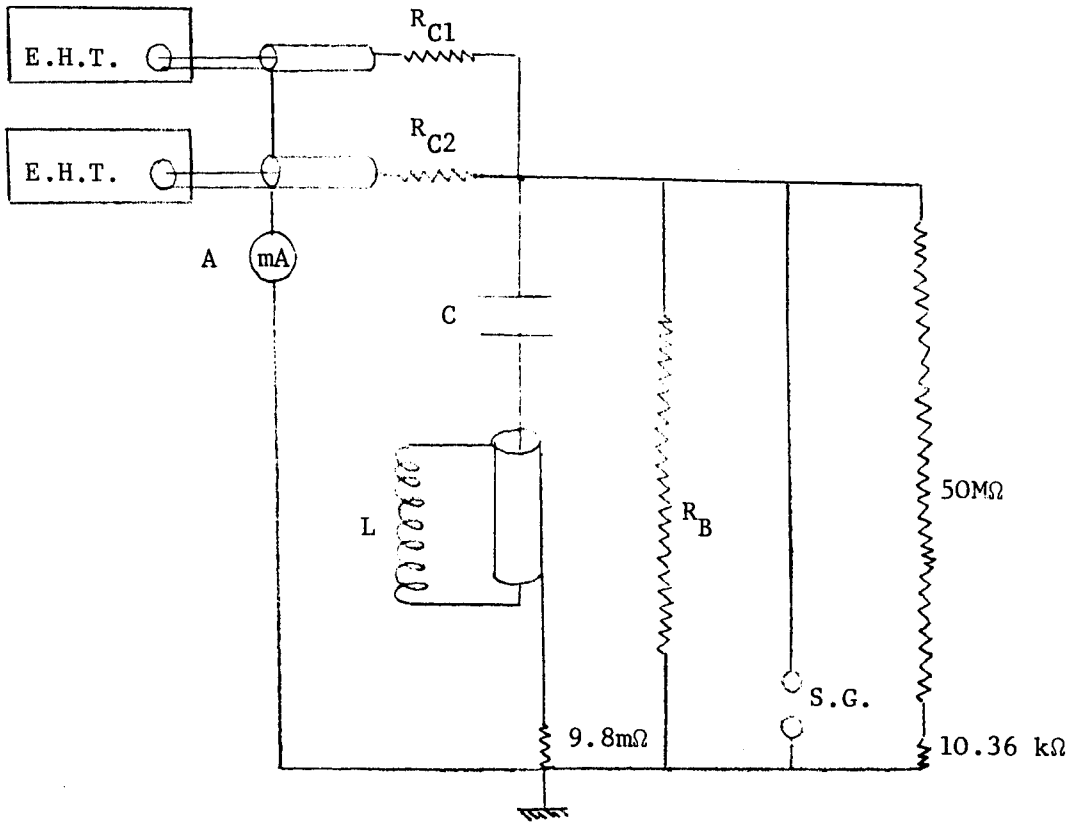 R_C1
E.H.T.
R_C2
E.H.T.
A
mA
C
L
R_B
50MΩ
S.G.
9.8mΩ
10.36 kΩ